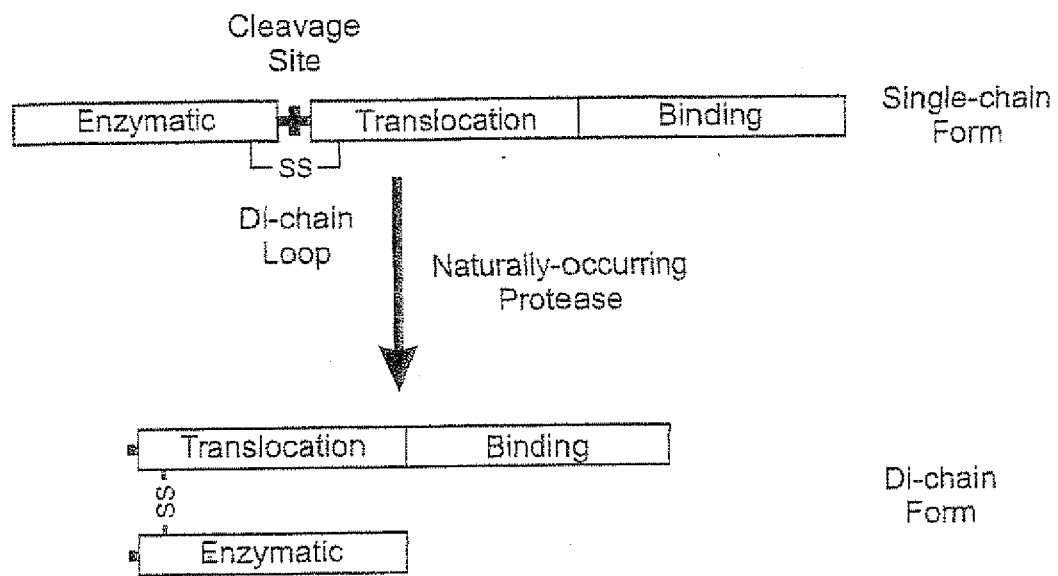 Cleavage
Site
Enzymatic
Translocation
Binding
Single-chain
Form
SS
Di-chain
Loop
Naturally-occurring
Protease
Translocation
Binding
SS
Di-chain
Form
Enzymatic